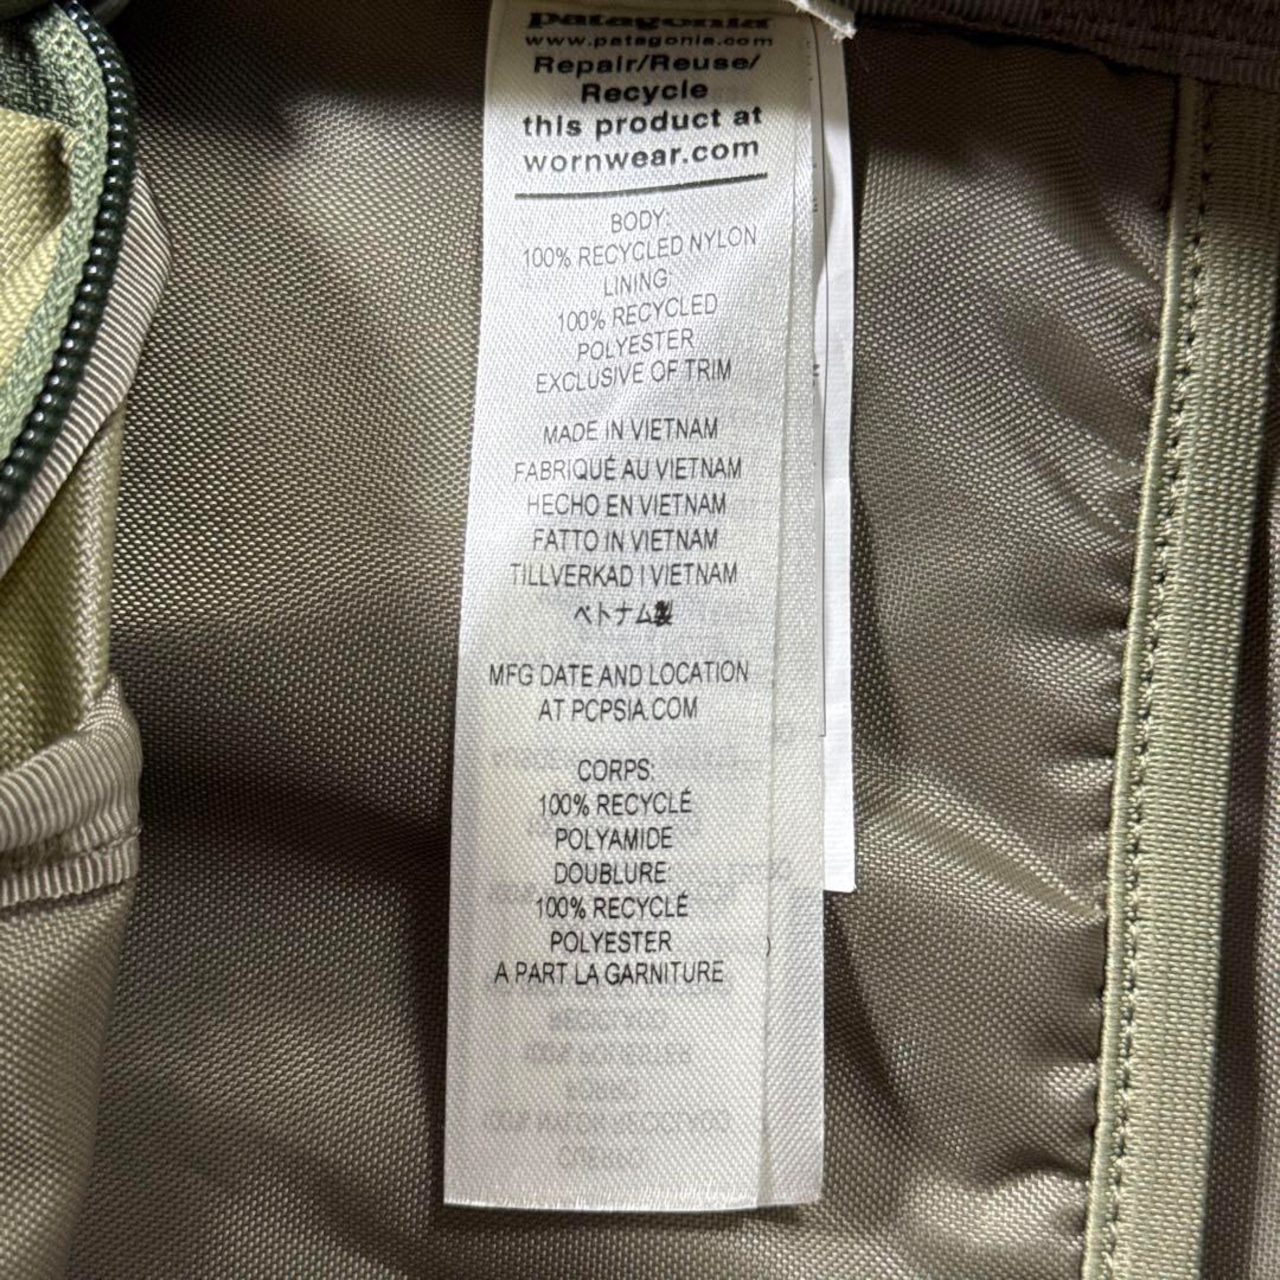 patagonia
www.patagonia.com
Repair/Reuse/
Recycle
this product at
wornwear.com
BODY:
100% RECYCLED NYLON
LINING:
100% RECYCLED
POLYESTER
EXCLUSIVE OF TRIM
MADE IN VIETNAM
FABRIQUÉ AU VIETNAM
HECHO EN VIETNAM
FATTO IN VIETNAM
TILLVERKAD I VIETNAM
ベトナム製
MFG DATE AND LOCATION
AT PCPSIA.COM
CORPS:
100% RECYCLÉ
POLYAMIDE
DOUBLURE:
100% RECYCLÉ
POLYESTER
A PART LA GARNITURE